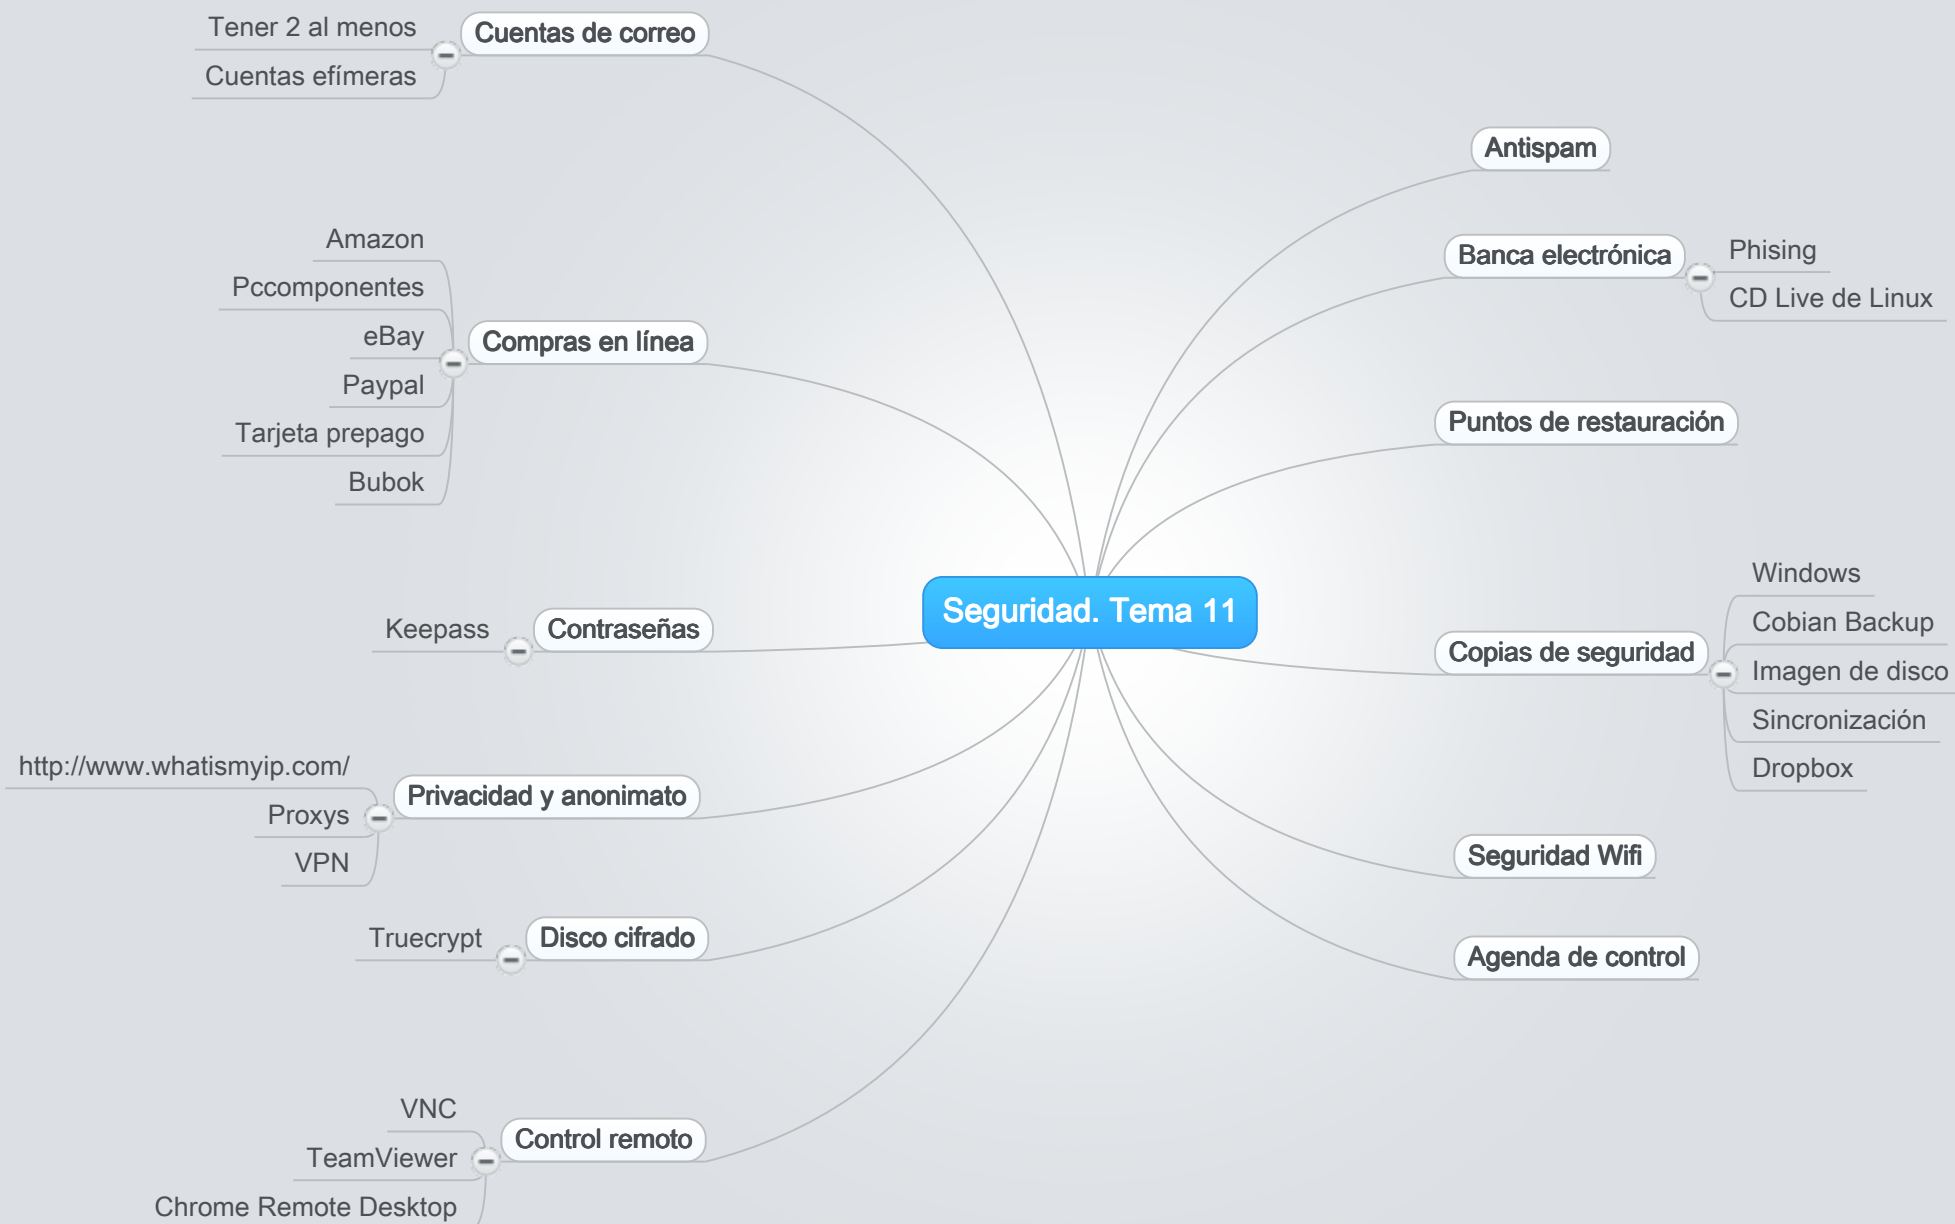 Seguridad. Tema 11
Cuentas de correo
Tener 2 al menos
Cuentas efímeras
Compras en línea
Amazon
Pccomponentes
eBay
Paypal
Tarjeta prepago
Bubok
Contraseñas
Keepass
Privacidad y anonimato
http://www.whatismyip.com/
Proxys
VPN
Disco cifrado
Truecrypt
Control remoto
VNC
TeamViewer
Chrome Remote Desktop
Antispam
Banca electrónica
Phising
CD Live de Linux
Puntos de restauración
Copias de seguridad
Windows
Cobian Backup
Imagen de disco
Sincronización
Dropbox
Seguridad Wifi
Agenda de control